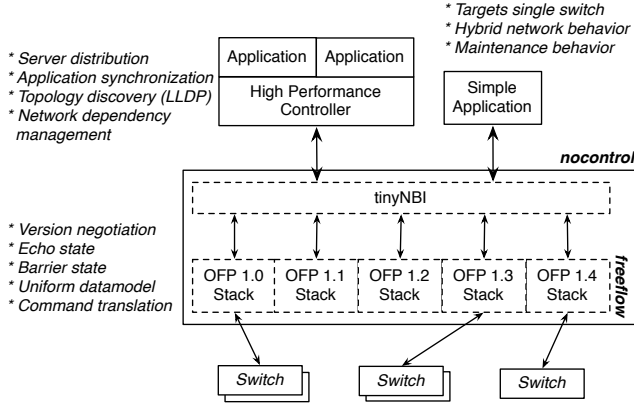 * Targets single switch
* Hybrid network behavior
* Maintenance behavior
* Server distribution
* Application synchronization
* Topology discovery (LLDP)
* Network dependency
management
Application Application
High Performance
Controller
Simple
Application
nocontrol
tinyNBI
* Version negotiation
* Echo state
* Barrier state
* Uniform datamodel
* Command translation
OFP 1.0 OFP 1.1 OFP 1.2 OFP 1.3 OFP 1.4
Stack Stack Stack Stack Stack
freeflow
Switch Switch Switch